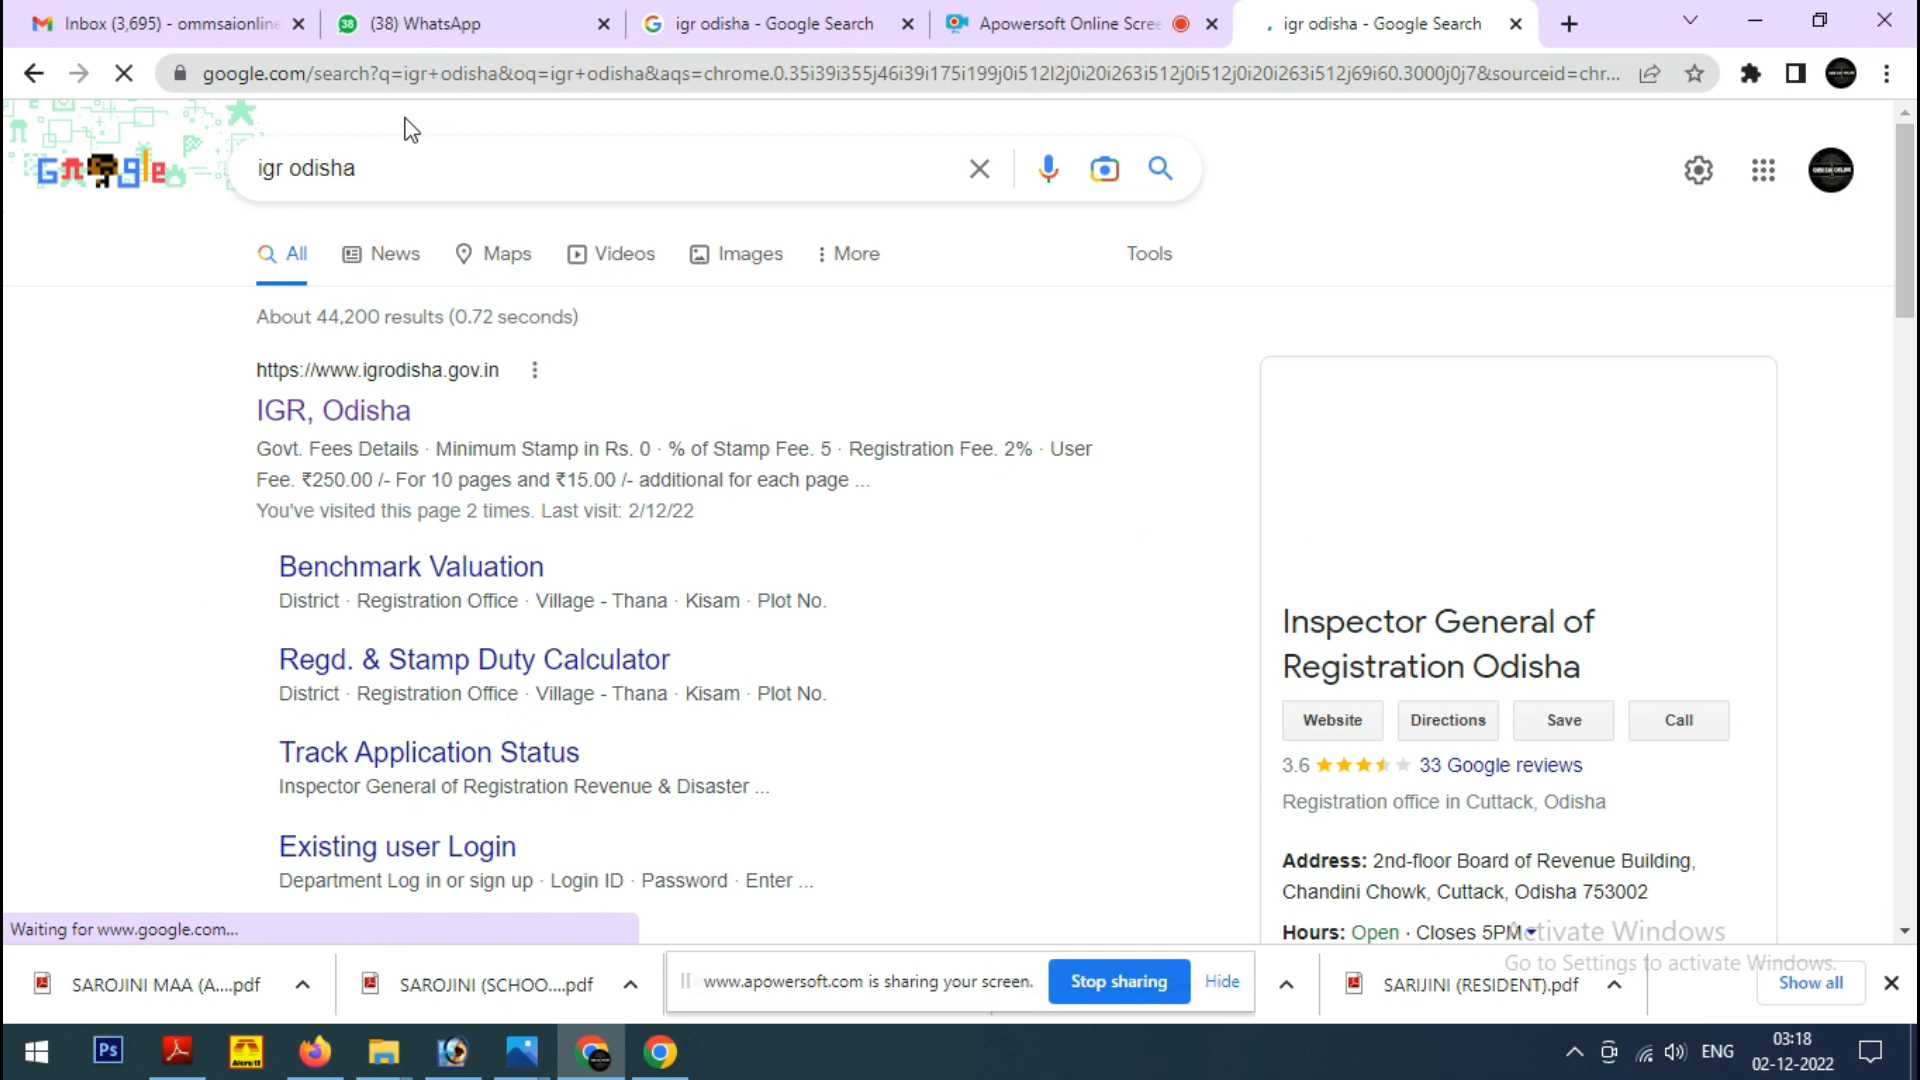 Inbox (3,695) - ommsaionline
(38) WhatsApp
igr odisha - Google Search
Apowersoft Online Scree
igr odisha - Google Search
google.com/search?q=igr+odisha&oq=igr+odisha&aqs=chrome.0.35i39i355j46i39i175i199j0i512l2j0i20i263i512j0i512j0i20i263i512j69i60.3000j0j7&sourceid=chr...
Google
igr odisha
All
News
Maps
Videos
Images
More
Tools
About 44,200 results (0.72 seconds)
https://www.igrodisha.gov.in
IGR, Odisha
Govt. Fees Details · Minimum Stamp in Rs. 0 · % of Stamp Fee. 5 · Registration Fee. 2% · User
Fee. ₹250.00 /- For 10 pages and ₹15.00 /- additional for each page ...
You've visited this page 2 times. Last visit: 2/12/22
Benchmark Valuation
District · Registration Office · Village - Thana · Kisam · Plot No.
Regd. & Stamp Duty Calculator
District · Registration Office · Village - Thana · Kisam · Plot No.
Track Application Status
Inspector General of Registration Revenue & Disaster ...
Existing user Login
Department Log in or sign up · Login ID · Password · Enter ...
Inspector General of
Registration Odisha
Website
Directions
Save
Call
3.6
33 Google reviews
Registration office in Cuttack, Odisha
Address: 2nd-floor Board of Revenue Building,
Chandini Chowk, Cuttack, Odisha 753002
Hours: Open · Closes 5PM
Activate Windows
Go to Settings to activate Windows.
Waiting for www.google.com...
SAROJINI MAA (A....pdf
SAROJINI (SCHOO....pdf
www.apowersoft.com is sharing your screen.
Stop sharing
Hide
SARIJINI (RESIDENT).pdf
Show all
Ps
ENG
03:18
02-12-2022